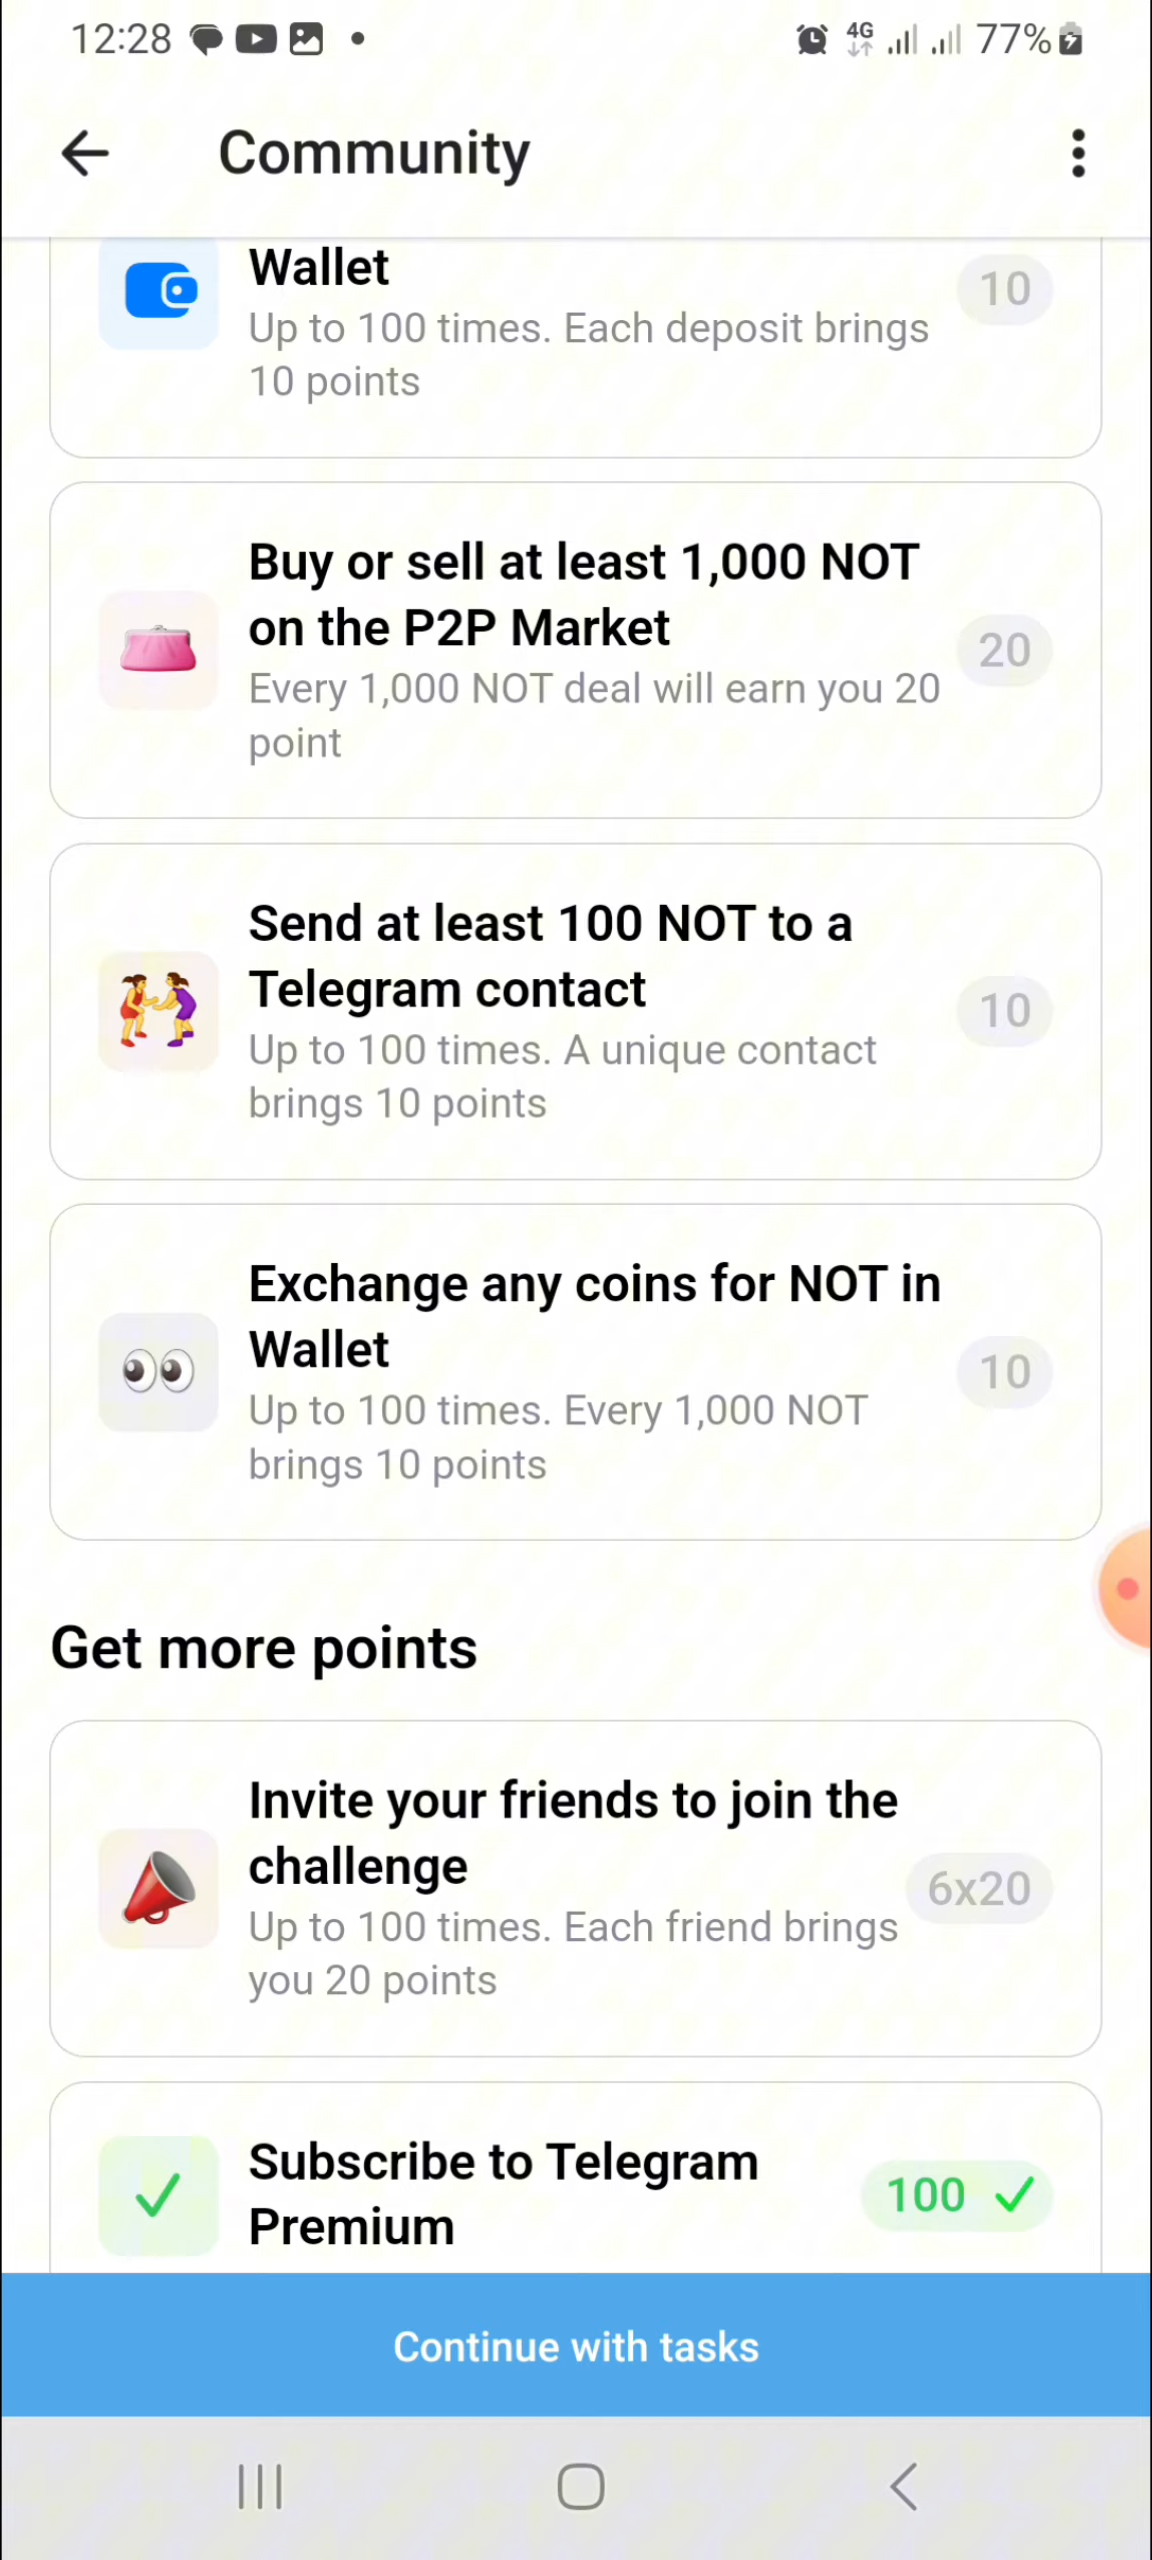 12:28
4G
77%
Community
Wallet
10
Up to 100 times. Each deposit brings
10 points
Buy or sell at least 1,000 NOT
on the P2P Market
20
Every 1,000 NOT deal will earn you 20
point
Send at least 100 NOT to a
Telegram contact
10
Up to 100 times. A unique contact
brings 10 points
Exchange any coins for NOT in
Wallet
10
Up to 100 times. Every 1,000 NOT
brings 10 points
Get more points
Invite your friends to join the
challenge
6x20
Up to 100 times. Each friend brings
you 20 points
Subscribe to Telegram
Premium
100
Continue with tasks